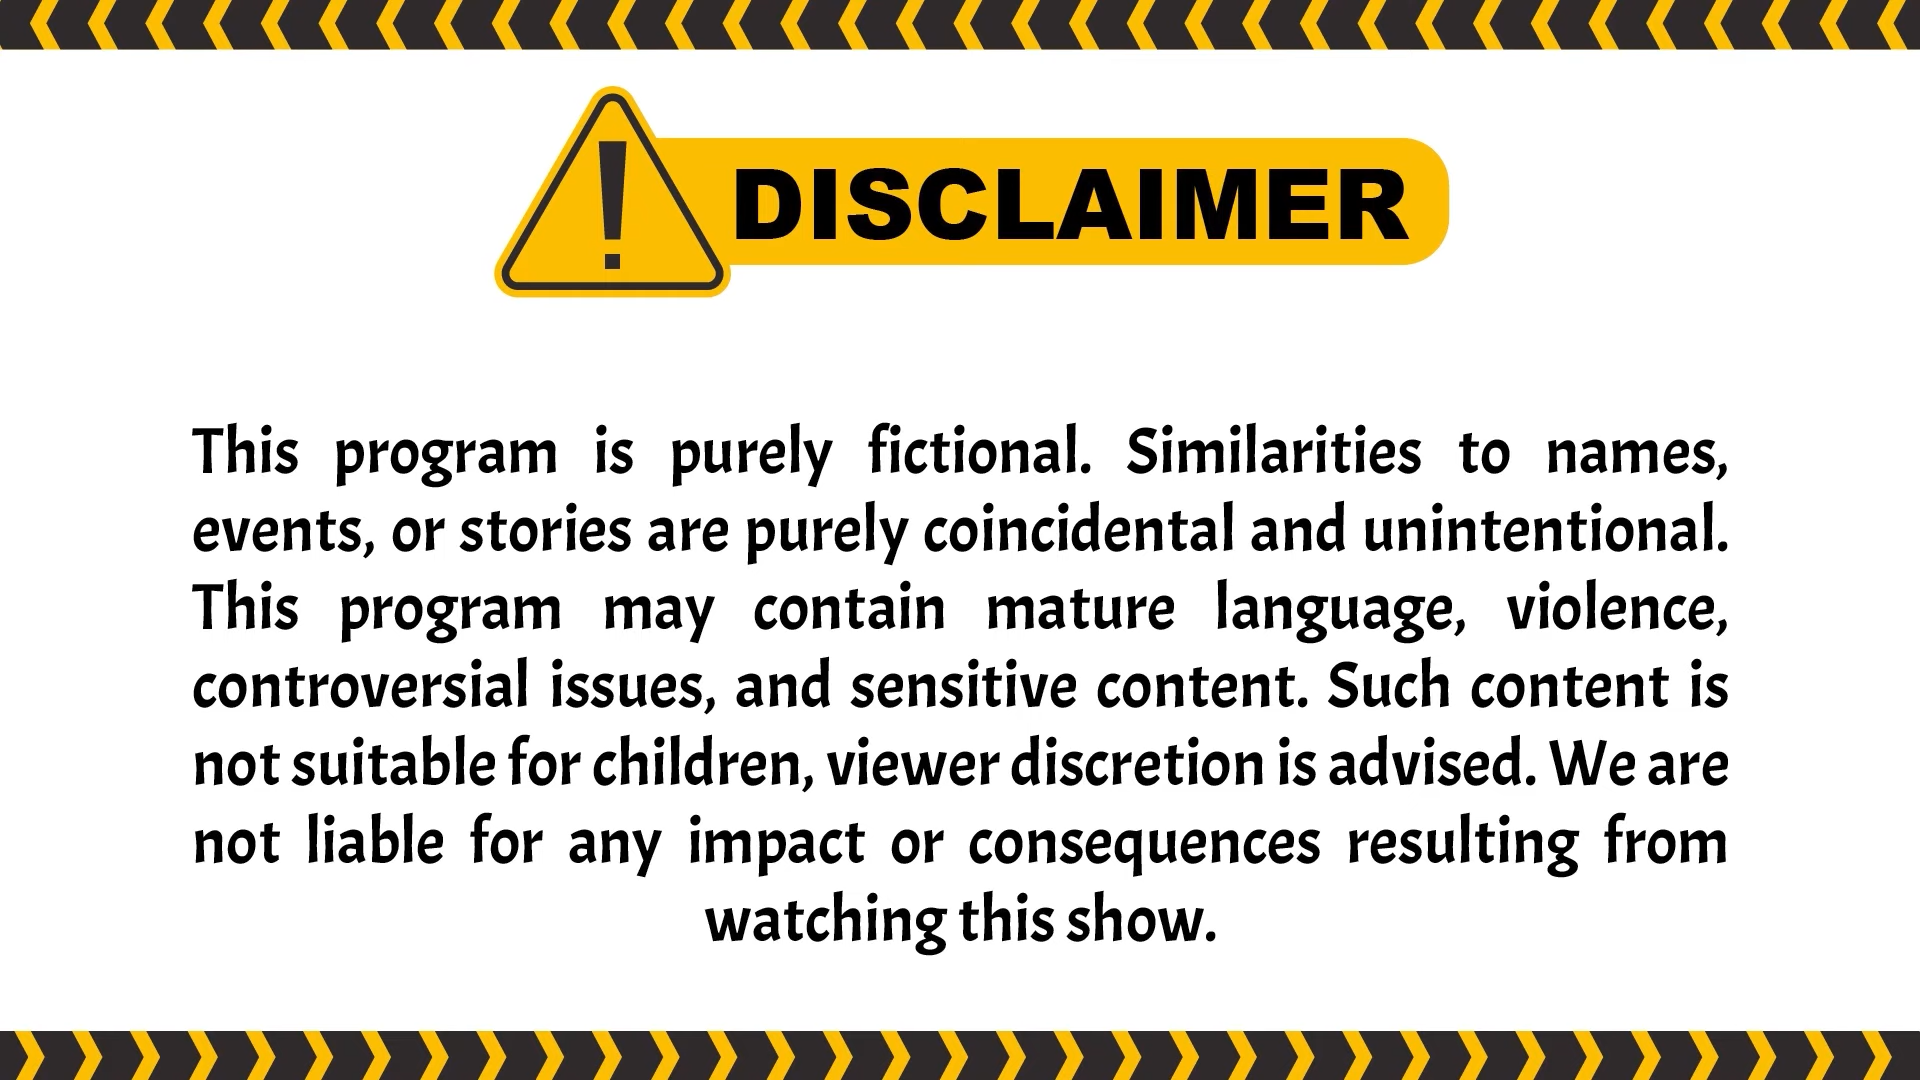 DISCLAIMER
This program is purely fictional. Similarities to names,
events, or stories are purely coincidental and unintentional.
This program may contain mature language, violence,
controversial issues, and sensitive content. Such content is
not suitable for children, viewer discretion is advised. We are
not liable for any impact or consequences resulting from
watching this show.